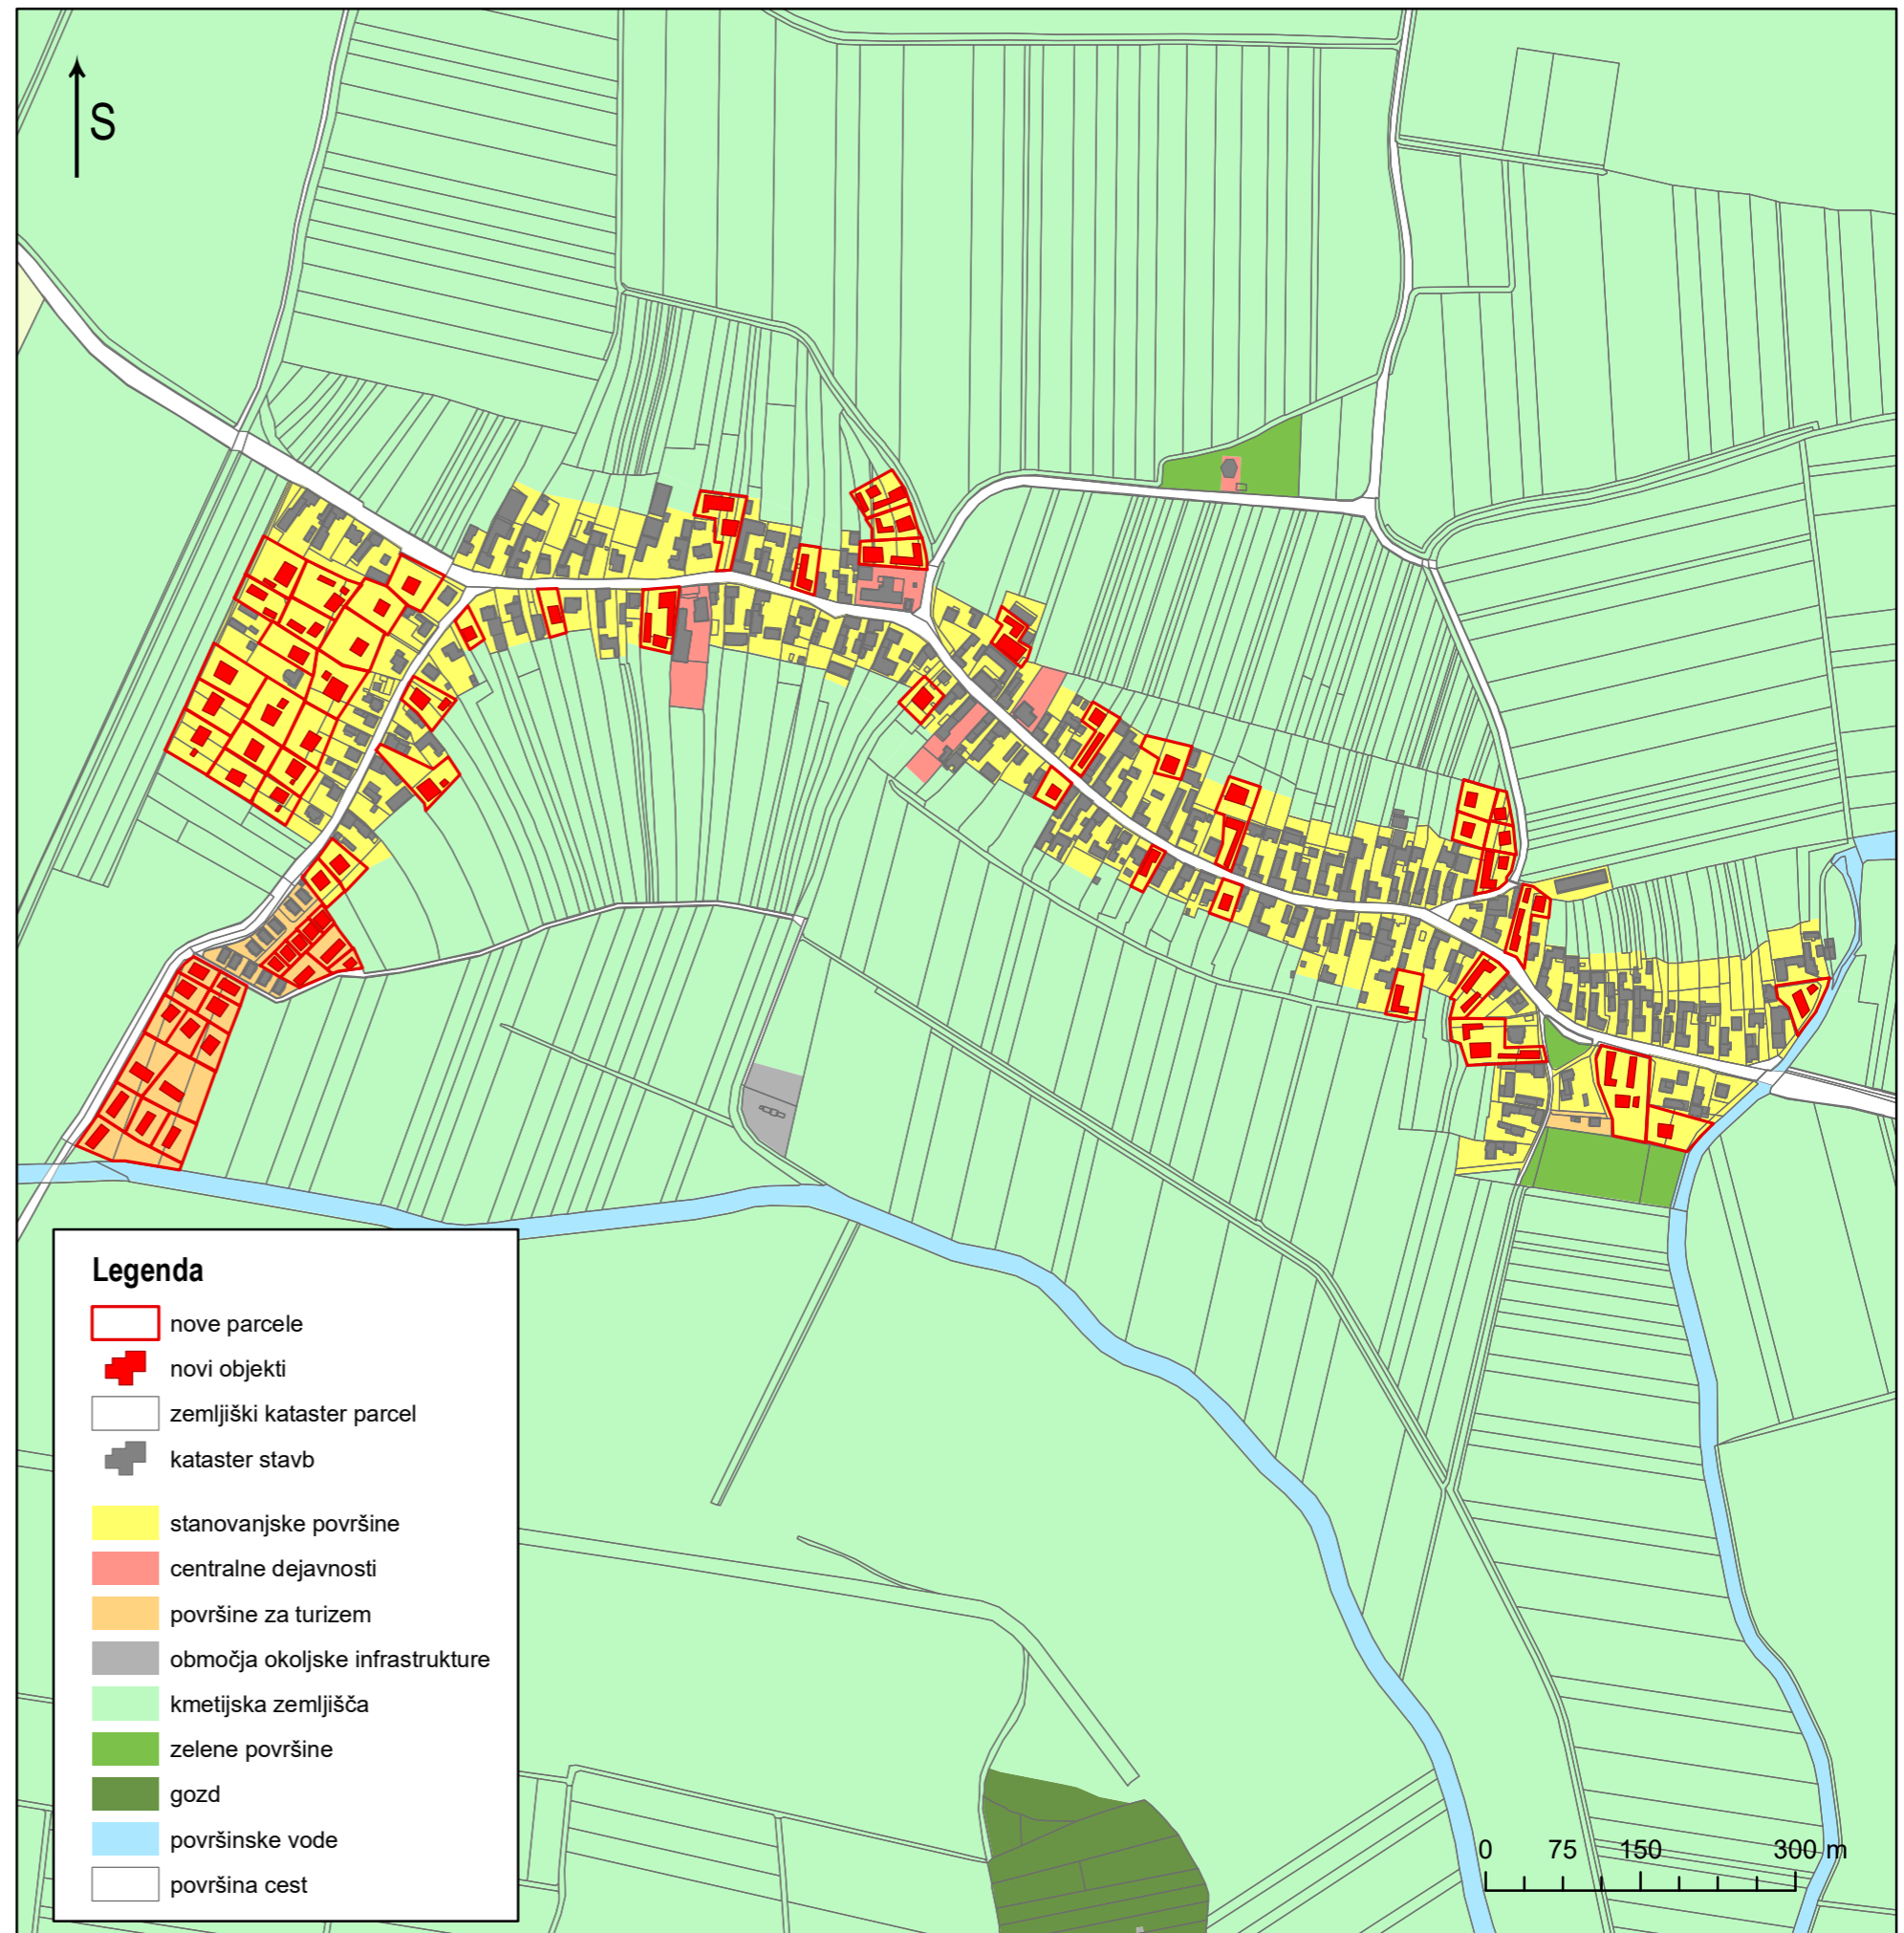 S
Legenda
nove parcele
novi objekti
zemljiški kataster parcel
kataster stavb
stanovanjske površine
centralne dejavnosti
površine za turizem
območja okoljske infrastrukture
kmetijska zemljišča
zelene površine
gozd
površinske vode
površina cest
0 75 150 300 m